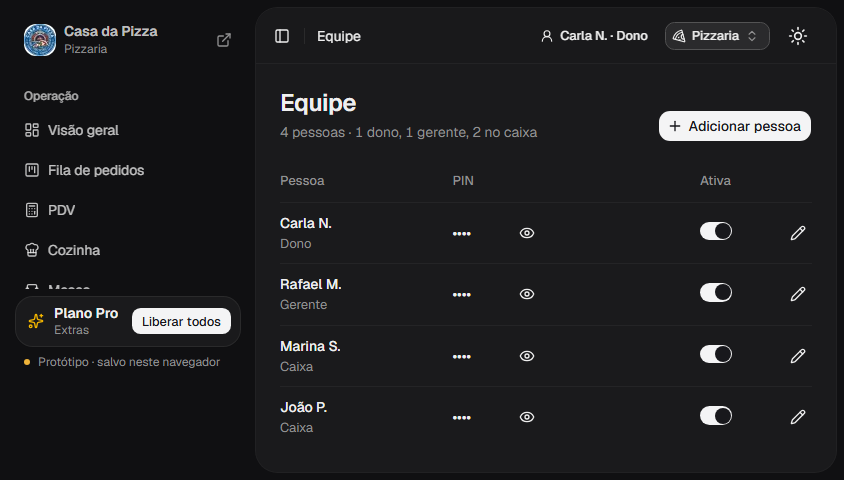 Casa da Pizza
Pizzaria
Equipe
Carla N. · Dono
Pizzaria
Operação
Visão geral
Fila de pedidos
PDV
Cozinha
Plano Pro
Extras
Liberar todos
Protótipo · salvo neste navegador
Equipe
4 pessoas · 1 dono, 1 gerente, 2 no caixa
+ Adicionar pessoa
Pessoa PIN Ativa
Carla N.
Dono
••••
Rafael M.
Gerente
••••
Marina S.
Caixa
••••
João P.
Caixa
••••